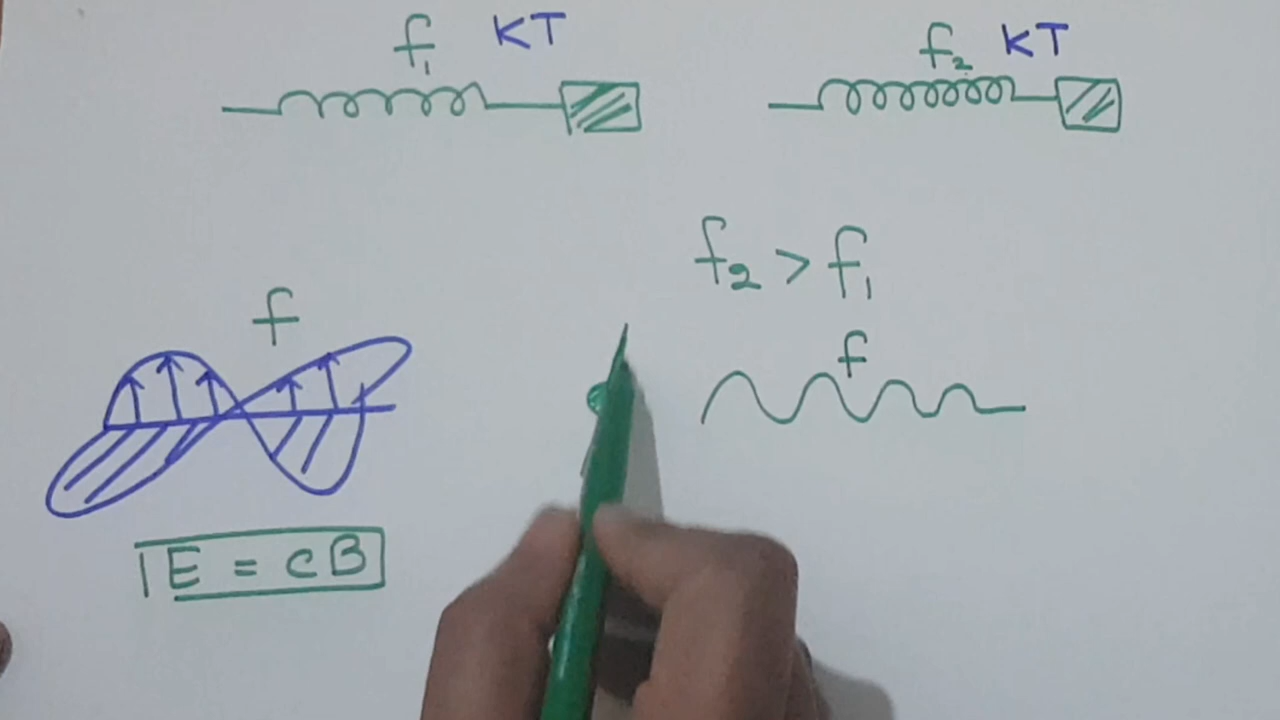 f₁ KT
f₂ KT
f₂ > f₁
f
f
E = cB